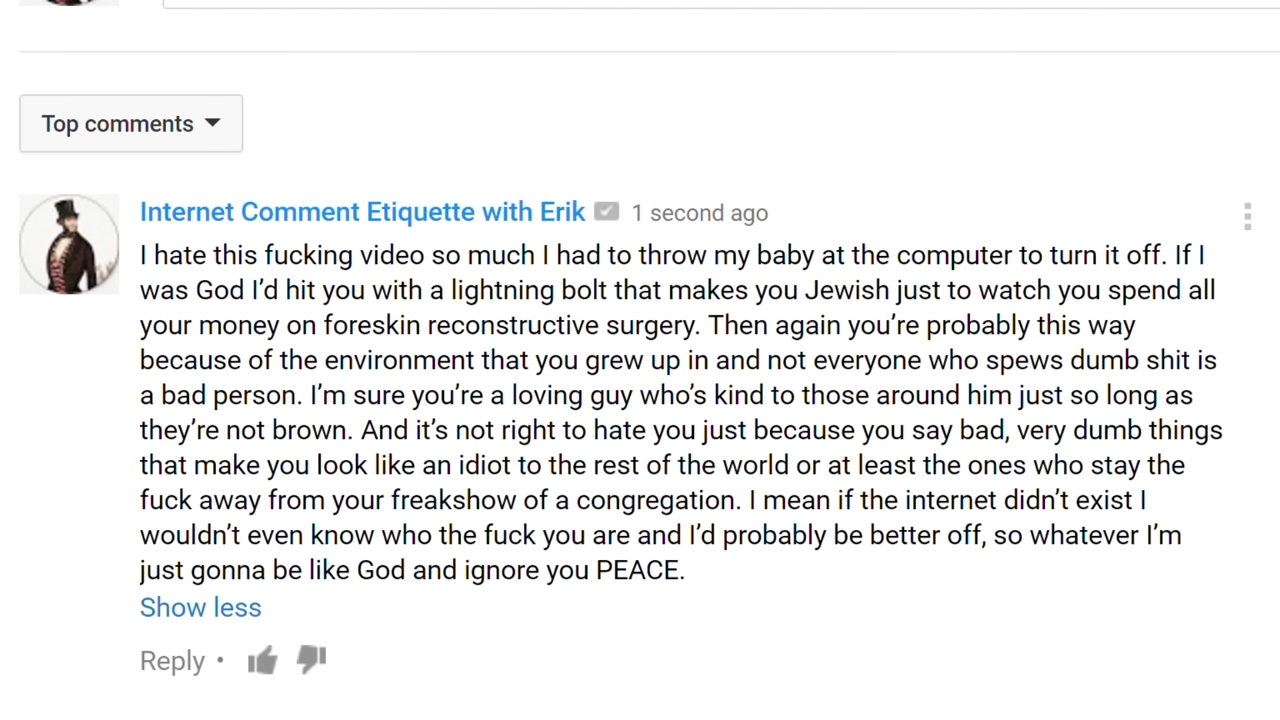 Top comments
Internet Comment Etiquette with Erik 1 second ago
I hate this fucking video so much I had to throw my baby at the computer to turn it off. If I
was God I’d hit you with a lightning bolt that makes you Jewish just to watch you spend all
your money on foreskin reconstructive surgery. Then again you’re probably this way
because of the environment that you grew up in and not everyone who spews dumb shit is
a bad person. I’m sure you’re a loving guy who’s kind to those around him just so long as
they’re not brown. And it’s not right to hate you just because you say bad, very dumb things
that make you look like an idiot to the rest of the world or at least the ones who stay the
fuck away from your freakshow of a congregation. I mean if the internet didn’t exist I
wouldn’t even know who the fuck you are and I’d probably be better off, so whatever I’m
just gonna be like God and ignore you PEACE.
Show less
Reply •